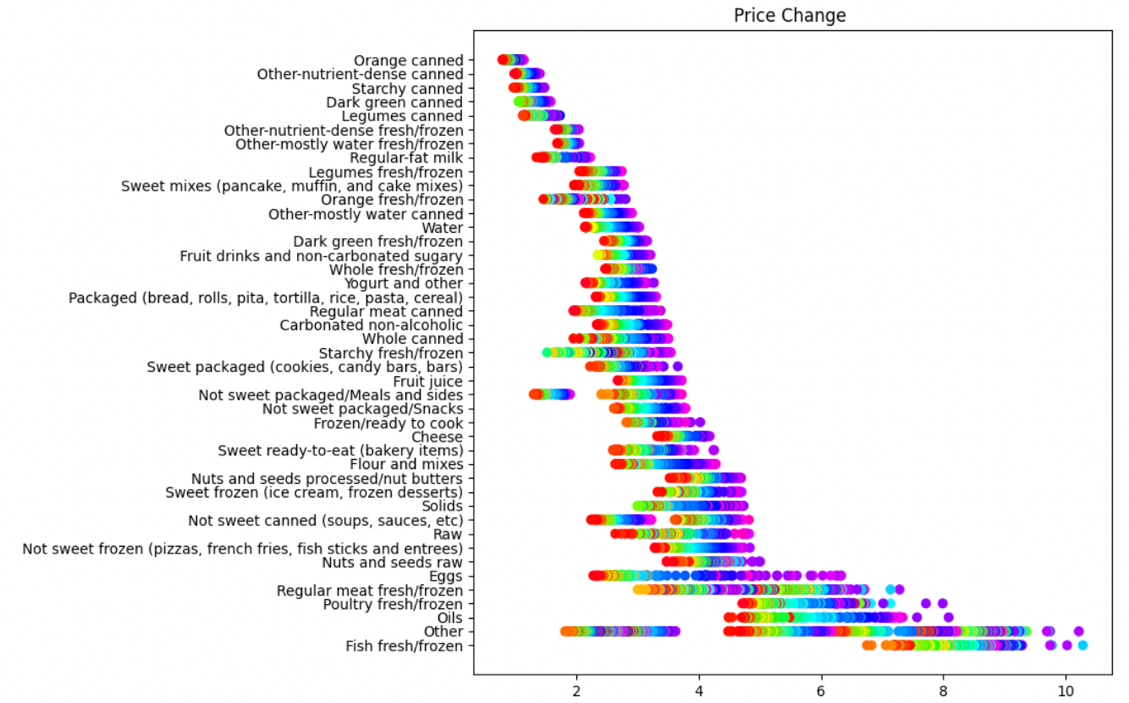 Price Change
Orange canned
Other-nutrient-dense canned
Starchy canned
Dark green canned
Legumes canned
Other-nutrient-dense fresh/frozen
Other-mostly water fresh/frozen
Regular-fat milk
Legumes fresh/frozen
Sweet mixes (pancake, muffin, and cake mixes)
Orange fresh/frozen
Other-mostly water canned
Water
Dark green fresh/frozen
Fruit drinks and non-carbonated sugary
Whole fresh/frozen
Yogurt and other
Packaged (bread, rolls, pita, tortilla, rice, pasta, cereal)
Regular meat canned
Carbonated non-alcoholic
Whole canned
Starchy fresh/frozen
Sweet packaged (cookies, candy bars, bars)
Fruit juice
Not sweet packaged/Meals and sides
Not sweet packaged/Snacks
Frozen/ready to cook
Cheese
Sweet ready-to-eat (bakery items)
Flour and mixes
Nuts and seeds processed/nut butters
Sweet frozen (ice cream, frozen desserts)
Solids
Not sweet canned (soups, sauces, etc)
Raw
Not sweet frozen (pizzas, french fries, fish sticks and entrees)
Nuts and seeds raw
Eggs
Regular meat fresh/frozen
Poultry fresh/frozen
Oils
Other
Fish fresh/frozen
2 4 6 8 10